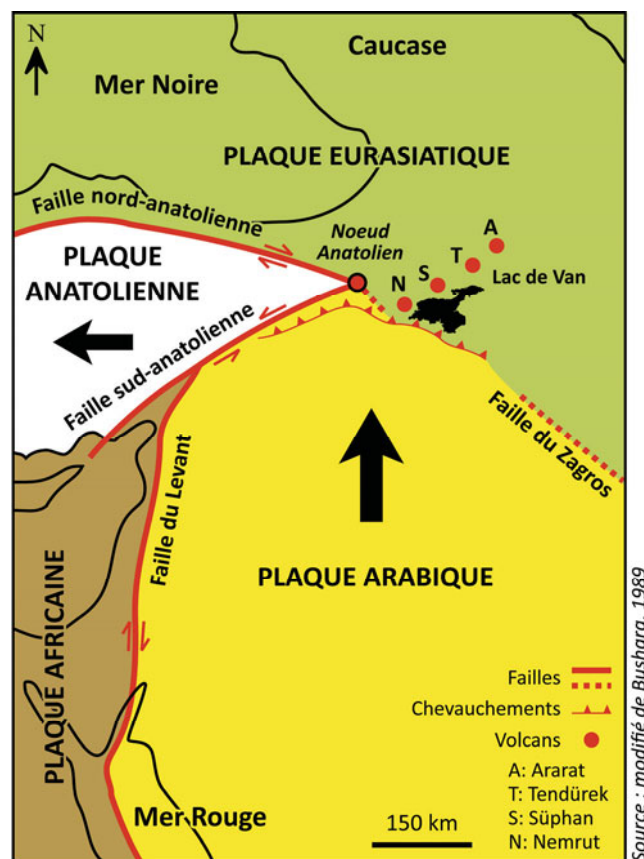 N
Caucase
Mer Noire
PLAQUE EURASIATIQUE
Faille nord-anatolienne
Noeud
Anatolien
A
T
S
N
Lac de Van
PLAQUE
ANATOLIENNE
Faille sud-anatolienne
Faille du Zagros
Faille du Levant
PLAQUE ARABIQUE
PLAQUE AFRICAINE
Mer Rouge
Failles
Chevauchements
Volcans
A: Ararat
T: Tendürek
S: Süphan
N: Nemrut
150 km
Source : modifié de Bushara, 1989